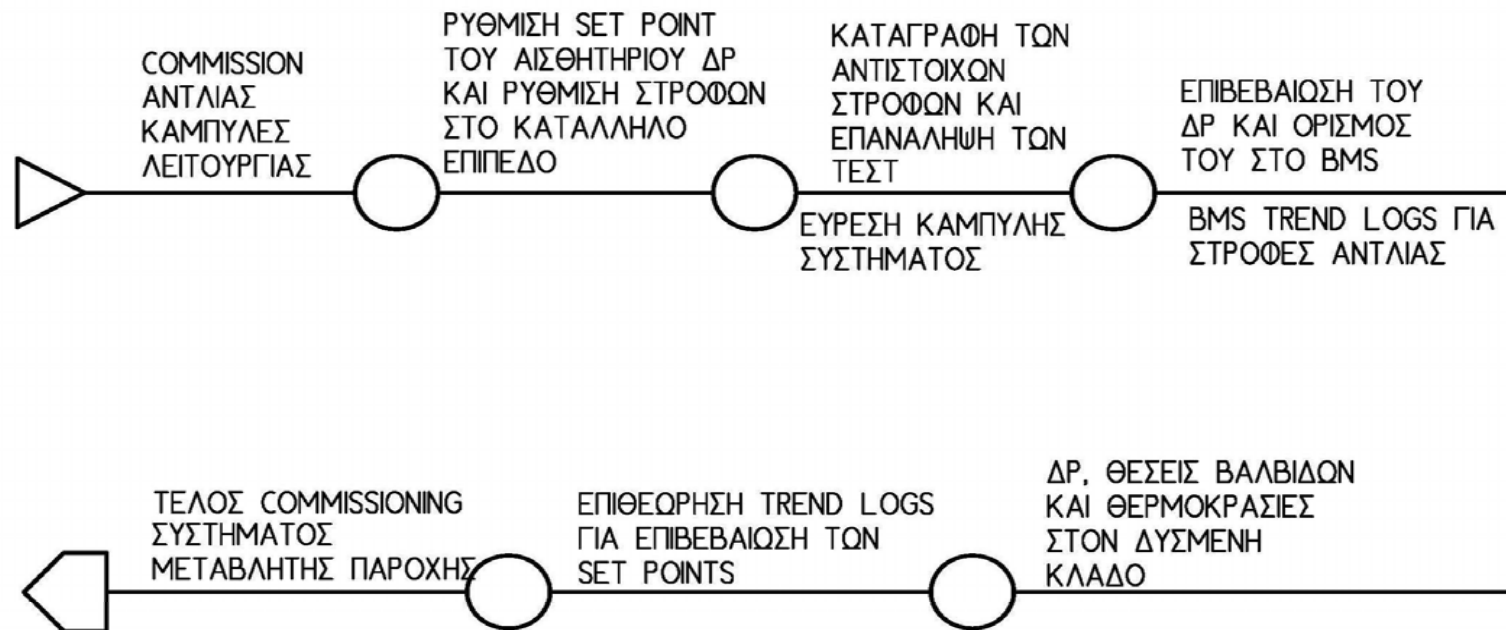 COMMISSION
ΑΝΤΛΙΑΣ
ΚΑΜΠΥΛΕΣ
ΛΕΙΤΟΥΡΓΙΑΣ
ΡΥΘΜΙΣΗ SET POINT
ΤΟΥ ΑΙΣΘΗΤΗΡΙΟΥ ΔΡ
ΚΑΙ ΡΥΘΜΙΣΗ ΣΤΡΟΦΩΝ
ΣΤΟ ΚΑΤΑΛΛΗΛΟ
ΕΠΙΠΕΔΟ
ΚΑΤΑΓΡΑΦΗ ΤΩΝ
ΑΝΤΙΣΤΟΙΧΩΝ
ΣΤΡΟΦΩΝ ΚΑΙ
ΕΠΑΝΑΛΗΨΗ ΤΩΝ
ΤΕΣΤ
ΕΥΡΕΣΗ ΚΑΜΠΥΛΗΣ
ΣΥΣΤΗΜΑΤΟΣ
ΕΠΙΒΕΒΑΙΩΣΗ ΤΟΥ
ΔΡ ΚΑΙ ΟΡΙΣΜΟΣ
ΤΟΥ ΣΤΟ BMS
BMS TREND LOGS ΓΙΑ
ΣΤΡΟΦΕΣ ΑΝΤΛΙΑΣ
ΔΡ, ΘΕΣΕΙΣ ΒΑΛΒΙΔΩΝ
ΚΑΙ ΘΕΡΜΟΚΡΑΣΙΕΣ
ΣΤΟΝ ΔΥΣΜΕΝΗ
ΚΛΑΔΟ
ΕΠΙΘΕΩΡΗΣΗ TREND LOGS
ΓΙΑ ΕΠΙΒΕΒΑΙΩΣΗ ΤΩΝ
SET POINTS
ΤΕΛΟΣ COMMISSIONING
ΣΥΣΤΗΜΑΤΟΣ
ΜΕΤΑΒΛΗΤΗΣ ΠΑΡΟΧΗΣ